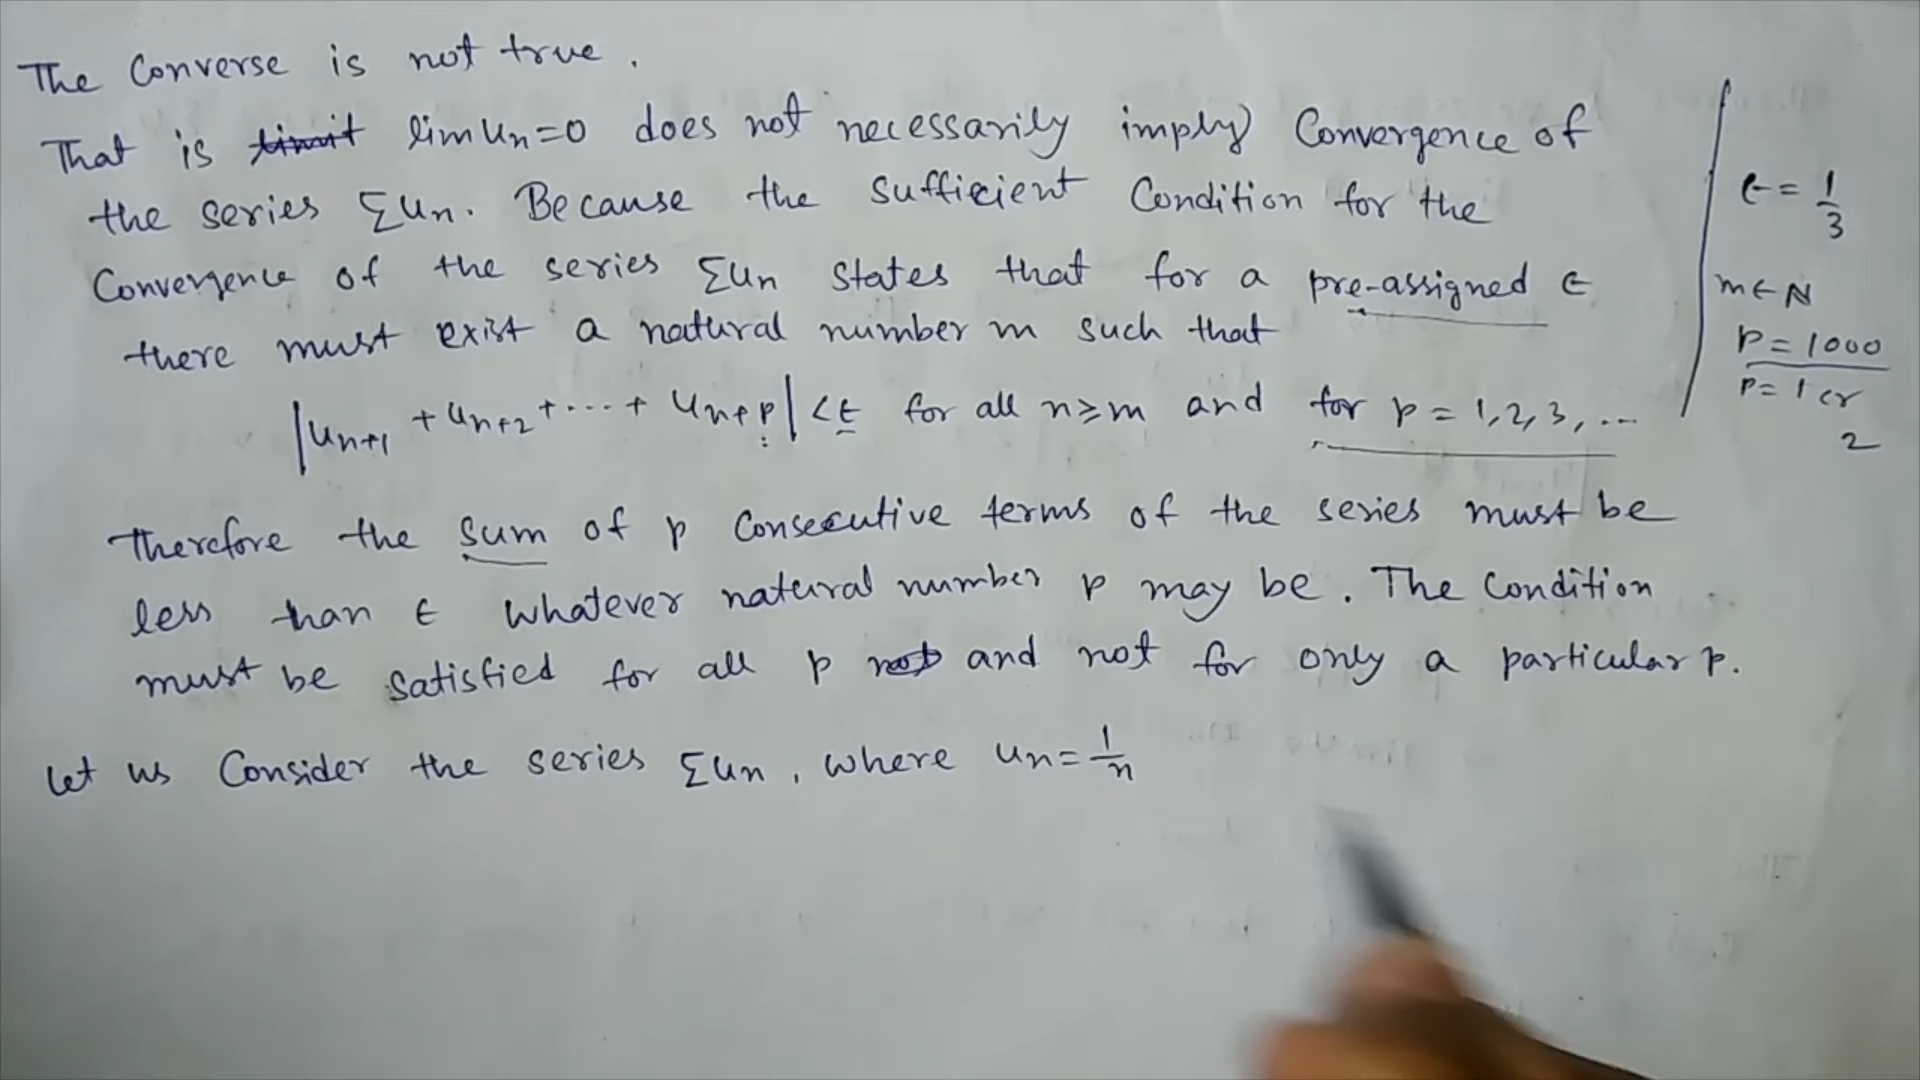 The Converse is not true.
That is limit lim un=0 does not necessarily imply Convergence of
the series Σun. Because the sufficient Condition for the
Convergence of the series Σun states that for a pre-assigned ∈
there must exist a natural number m such that
|un+1 + un+2 + ... + un+p| < ∈ for all n ≥ m and for p = 1, 2, 3, ...
Therefore the sum of p Consecutive terms of the series must be
less than ∈ whatever natural number p may be. The Condition
must be satisfied for all p not and not for only a particular p.
Let us Consider the series Σun, where un = 1/n
∈ = 1/3
m ∈ N
p = 1000
p = 1 cr
2